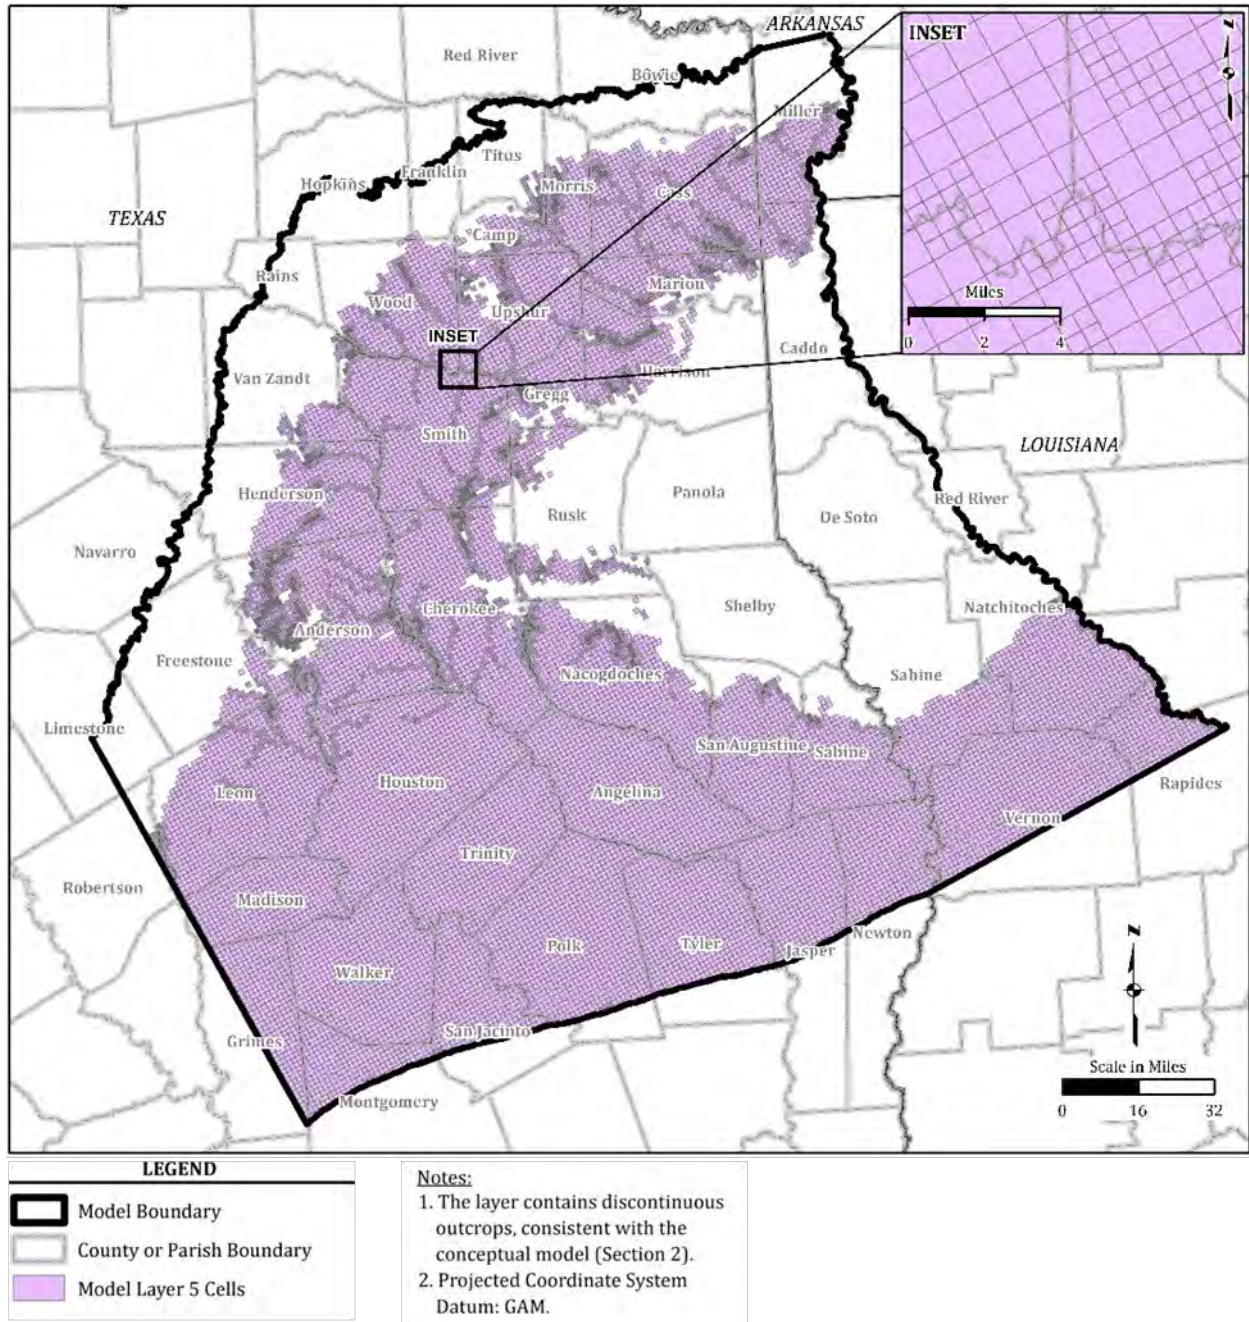 ARKANSAS
INSET
N
Red River
Bowie
Miller
Titus
Franklin
Hopkins
Morris
Cass
TEXAS
Camp
Rains
Marion
Wood
Upshur
Miles
0 2 4
INSET
Caddo
Harrison
Van Zandt
Gregg
Smith
LOUISIANA
Henderson
Panola
Red River
Rusk
De Soto
Navarro
Shelby
Natchitoches
Cherokee
Anderson
Freestone
Nacogdoches
Sabine
Limestone
San Augustine
Sabine
Houston
Angelina
Rapides
Leon
Vernon
Trinity
Robertson
Madison
Newton
N
Polk
Tyler
Jasper
Walker
San Jacinto
Grimes
Scale in Miles
Montgomery
0 16 32
LEGEND
Model Boundary
County or Parish Boundary
Model Layer 5 Cells
Notes:
1. The layer contains discontinuous
outcrops, consistent with the
conceptual model (Section 2).
2. Projected Coordinate System
Datum: GAM.